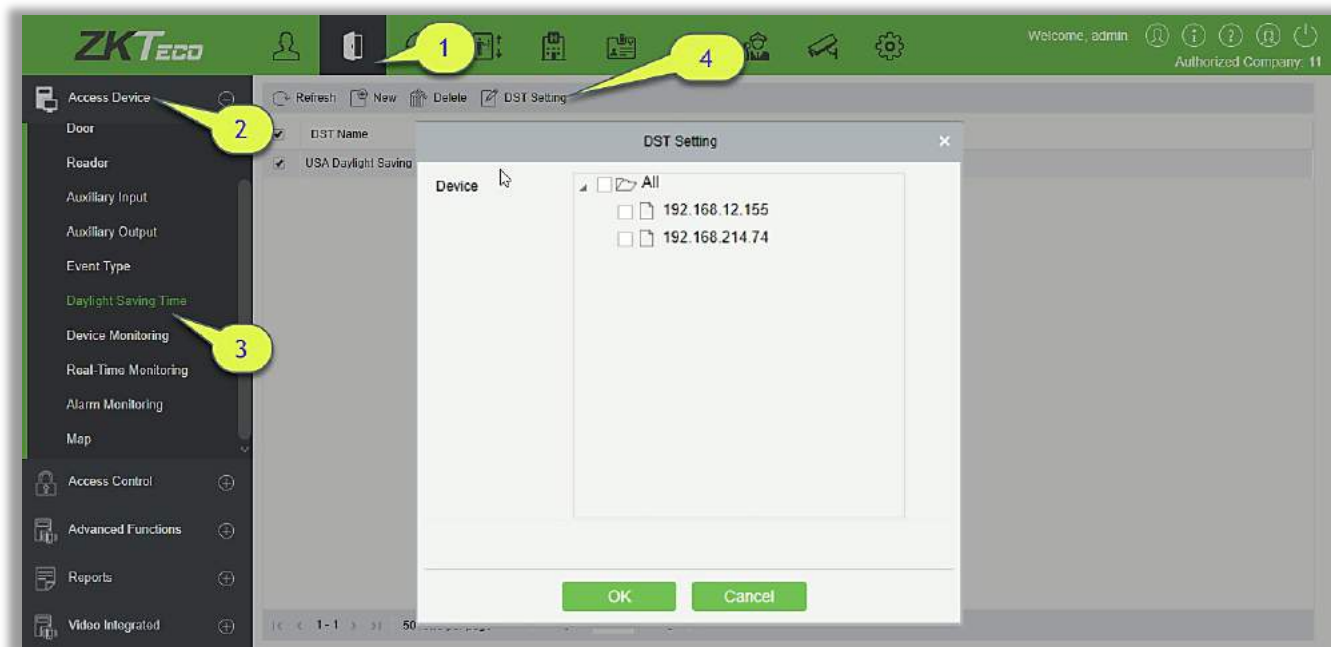 ZKTeco
Welcome, admin
Authorized Company: 11
1
4
Access Device
2
Door
Reader
Auxiliary Input
Auxiliary Output
Event Type
Daylight Saving Time
3
Device Monitoring
Real-Time Monitoring
Alarm Monitoring
Map
Access Control
Advanced Functions
Reports
Video Integrated
Refresh New Delete DST Setting
DST Name
USA Daylight Saving
DST Setting
Device
All
192.168.12.155
192.168.214.74
OK Cancel
1-1 50